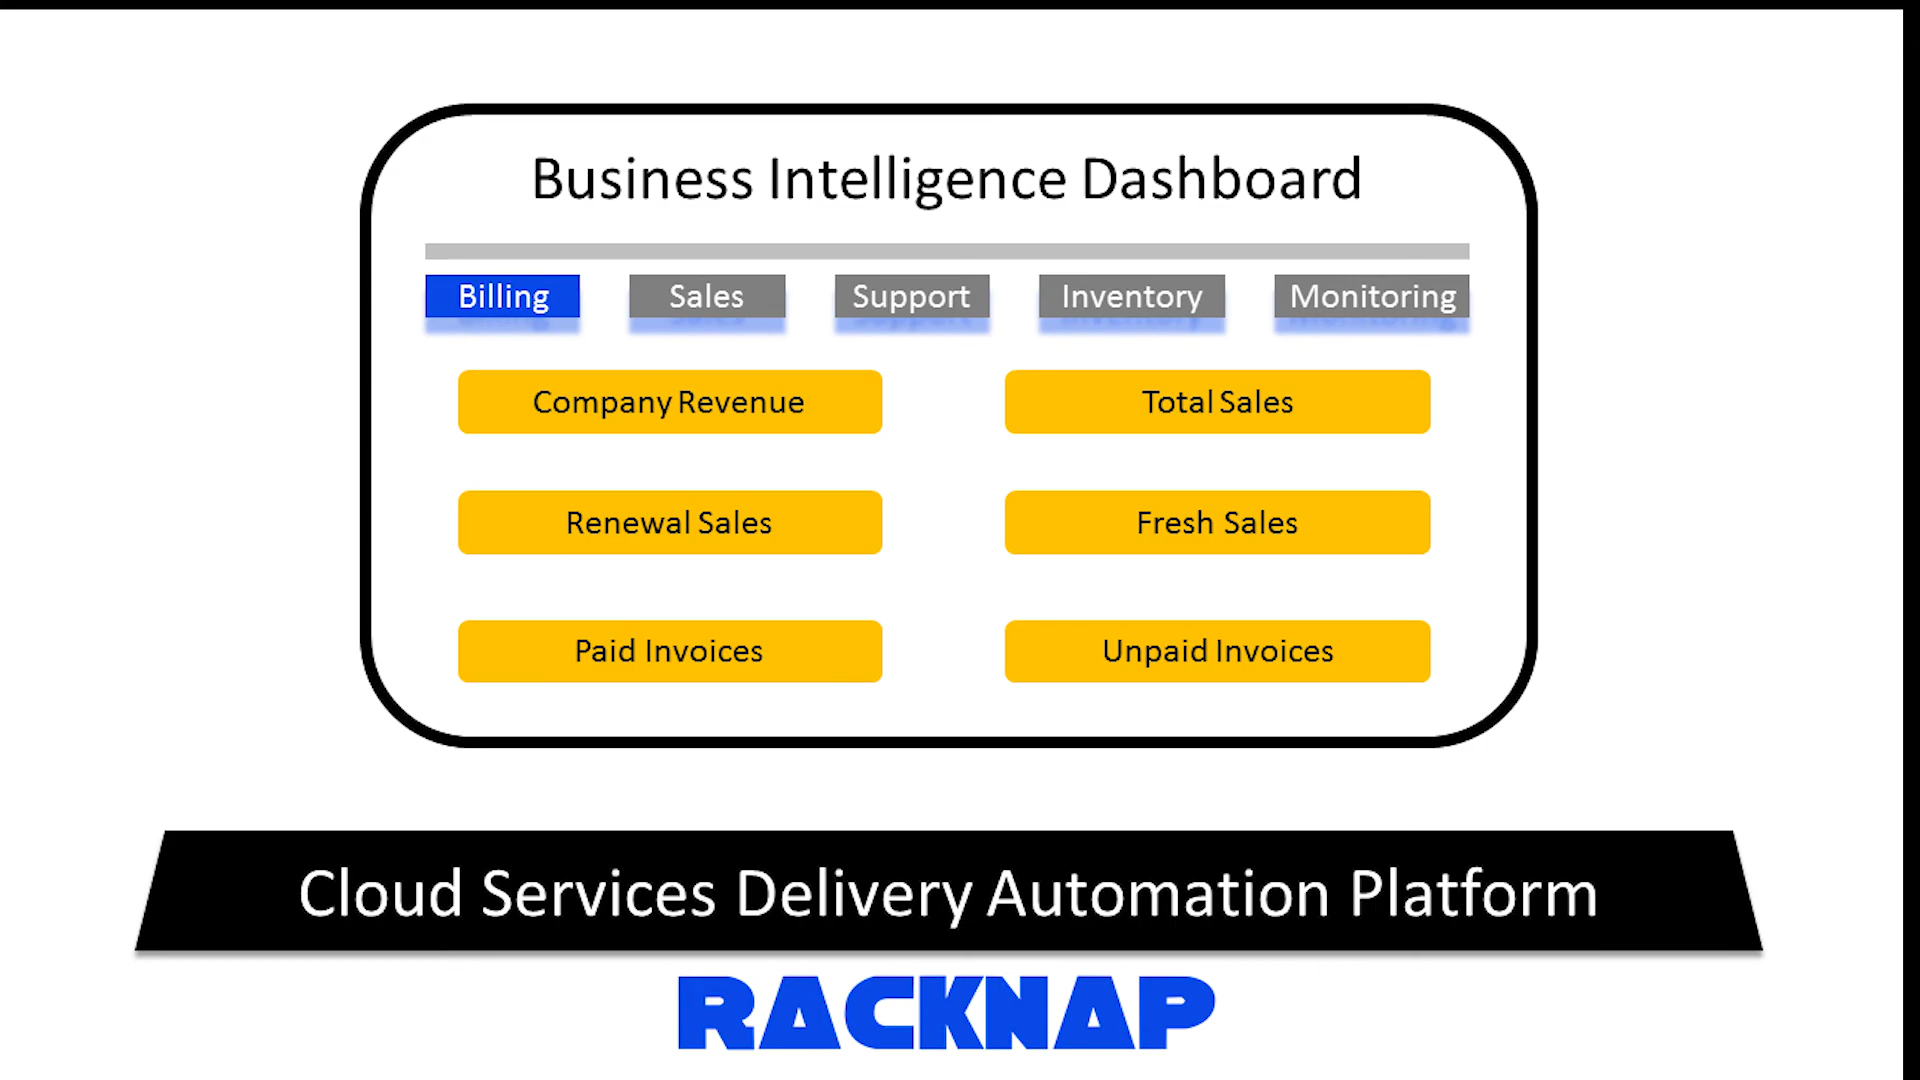 Business Intelligence Dashboard
Billing Sales Support Inventory Monitoring
Company Revenue Total Sales
Renewal Sales Fresh Sales
Paid Invoices Unpaid Invoices
Cloud Services Delivery Automation Platform
RACKNAP